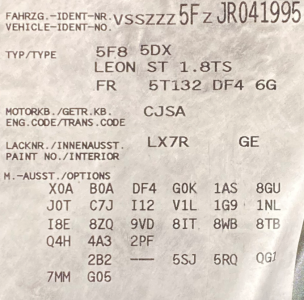 FAHRZG.-IDENT-NR. VSSZZZ5FZJR041995
VEHICLE-IDENT-NO.
TYP/TYPE 5F8 5DX
LEON ST 1.8TS
FR 5T132 DF4 6G
MOTORKB./GETR.KB. CJSA
ENG.CODE/TRANS.CODE
LACKNR./INNENAUSST. LX7R GE
PAINT NO./INTERIOR
M.-AUSST./OPTIONS
X0A B0A DF4 G0K 1AS 8GU
J0T C7J I12 V1L 1G9 1NL
I8E 8ZQ 9VD 8IT 8WB 8TB
Q4H 4A3 2PF
2B2 --- 5SJ 5RQ QG1
7MM G05